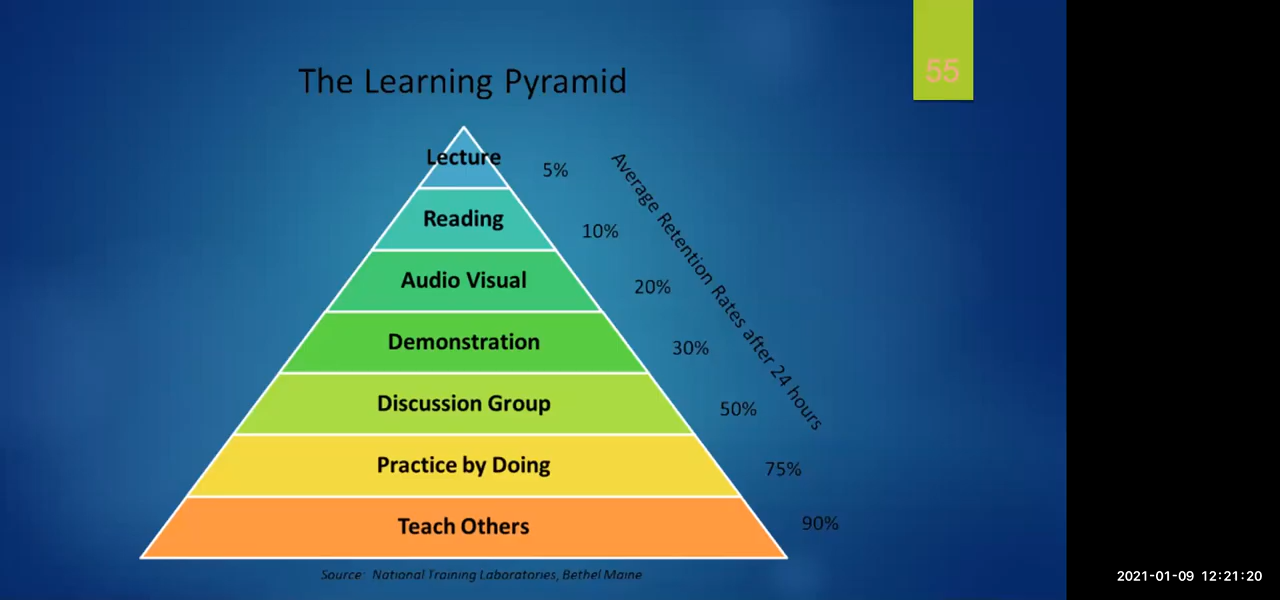 55
The Learning Pyramid
Lecture
5%
Reading
10%
Audio Visual
20%
Demonstration
30%
Discussion Group
50%
Practice by Doing
75%
Teach Others
90%
Average Retention Rates after 24 hours
Source: National Training Laboratories, Bethel Maine
2021-01-09 12:21:20